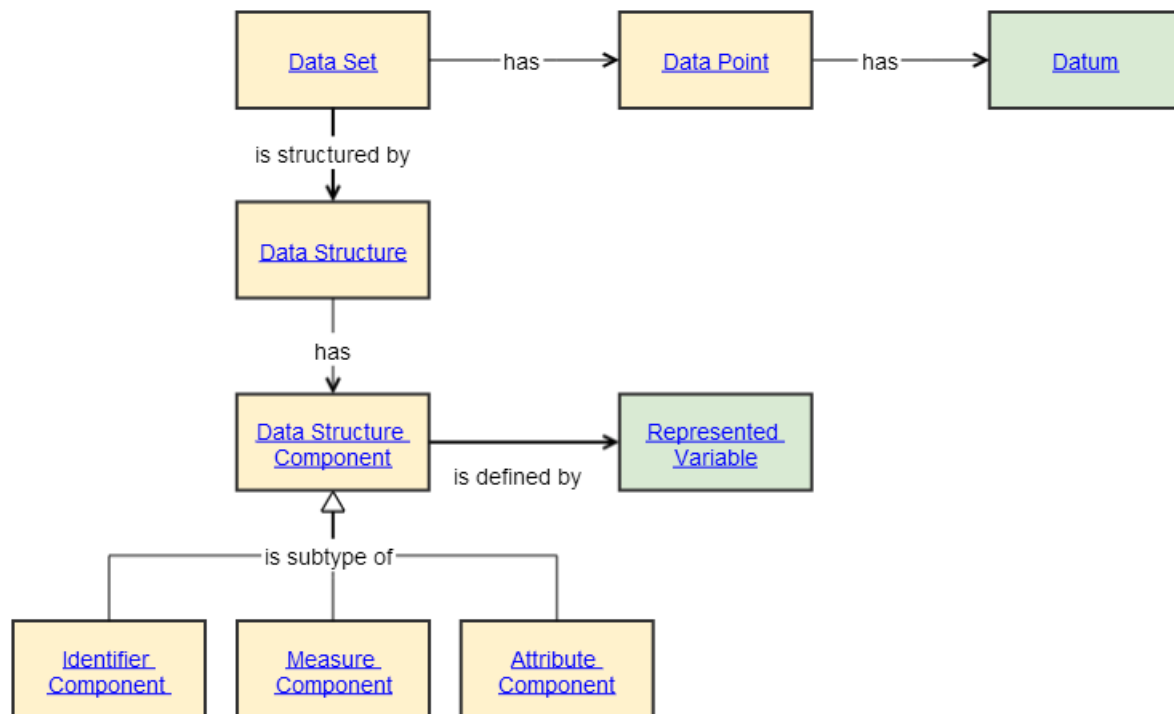 Data Set
has
Data Point
has
Datum
is structured by
Data Structure
has
Data Structure
Component
is defined by
Represented
Variable
is subtype of
Identifier
Component
Measure
Component
Attribute
Component